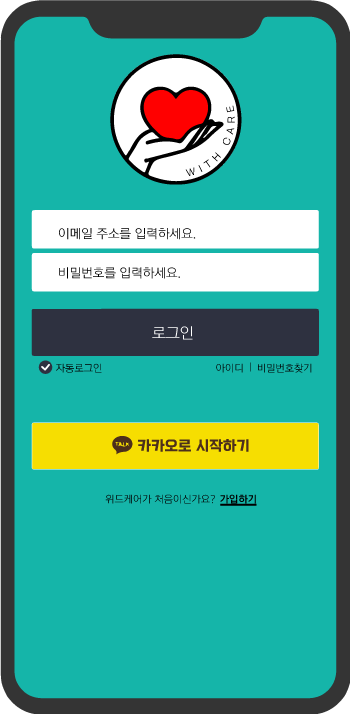 WITH CARE
이메일 주소를 입력하세요.
비밀번호를 입력하세요.
로그인
자동로그인 아이디 | 비밀번호찾기
TALK 카카오로 시작하기
위드케어가 처음이신가요? 가입하기